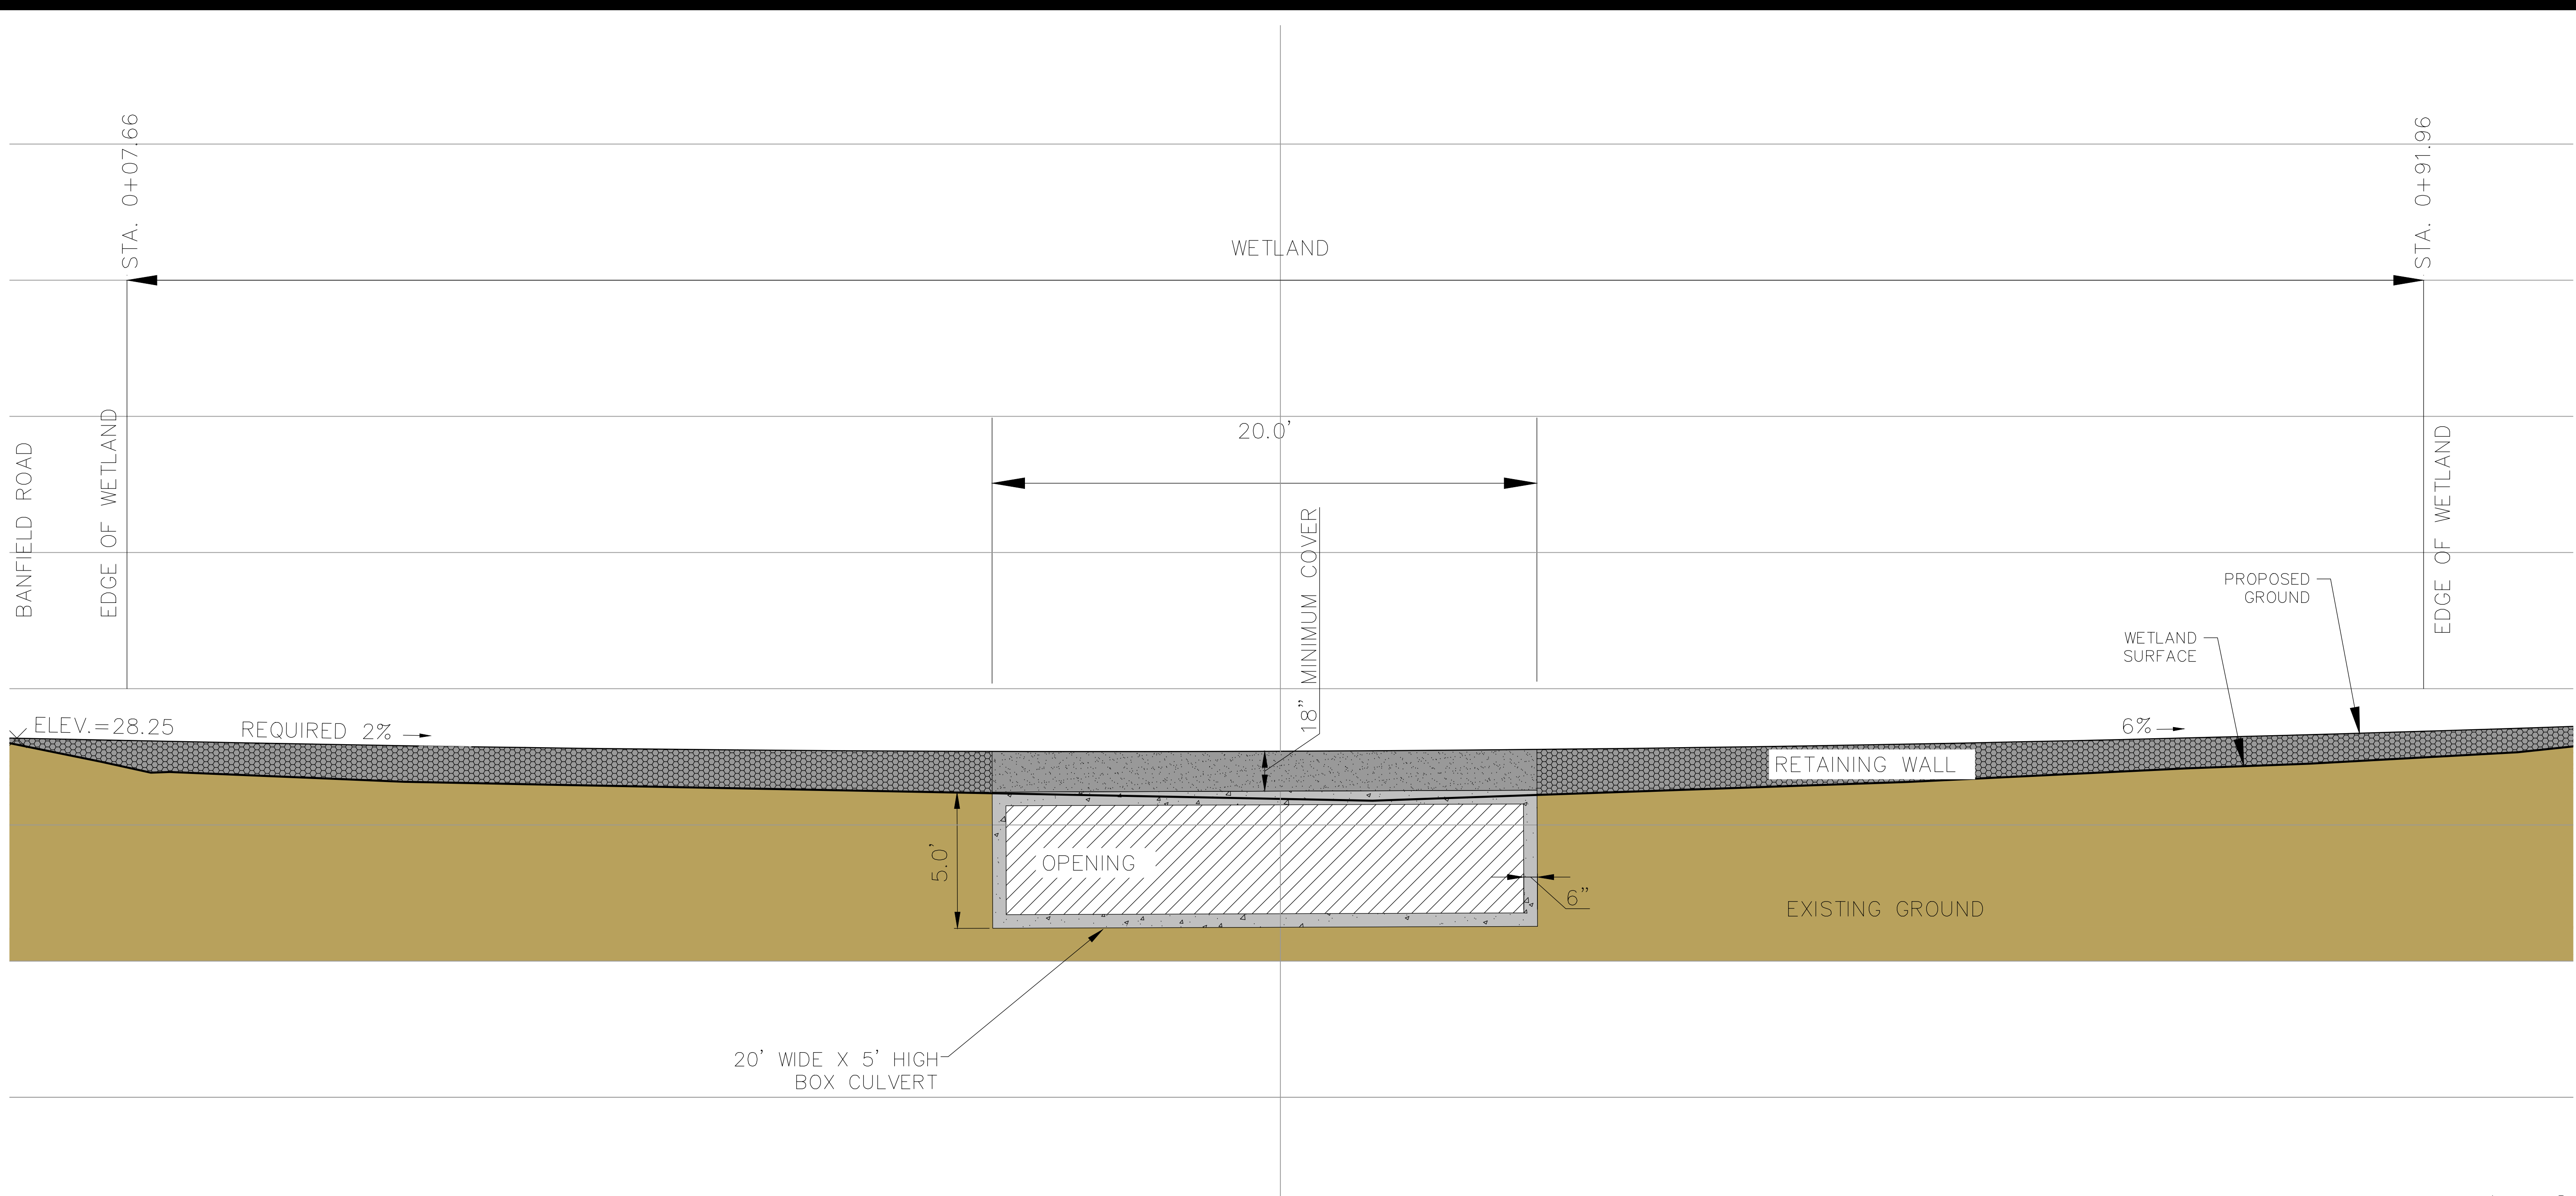 STA. 0+07.66
STA. 0+91.96
WETLAND
BANFIELD ROAD
EDGE OF WETLAND
20.0'
18" MINIMUM COVER
EDGE OF WETLAND
PROPOSED
GROUND
WETLAND
SURFACE
ELEV.=28.25
REQUIRED 2%
6%
RETAINING WALL
5.0'
OPENING
6"
EXISTING GROUND
20' WIDE X 5' HIGH
BOX CULVERT